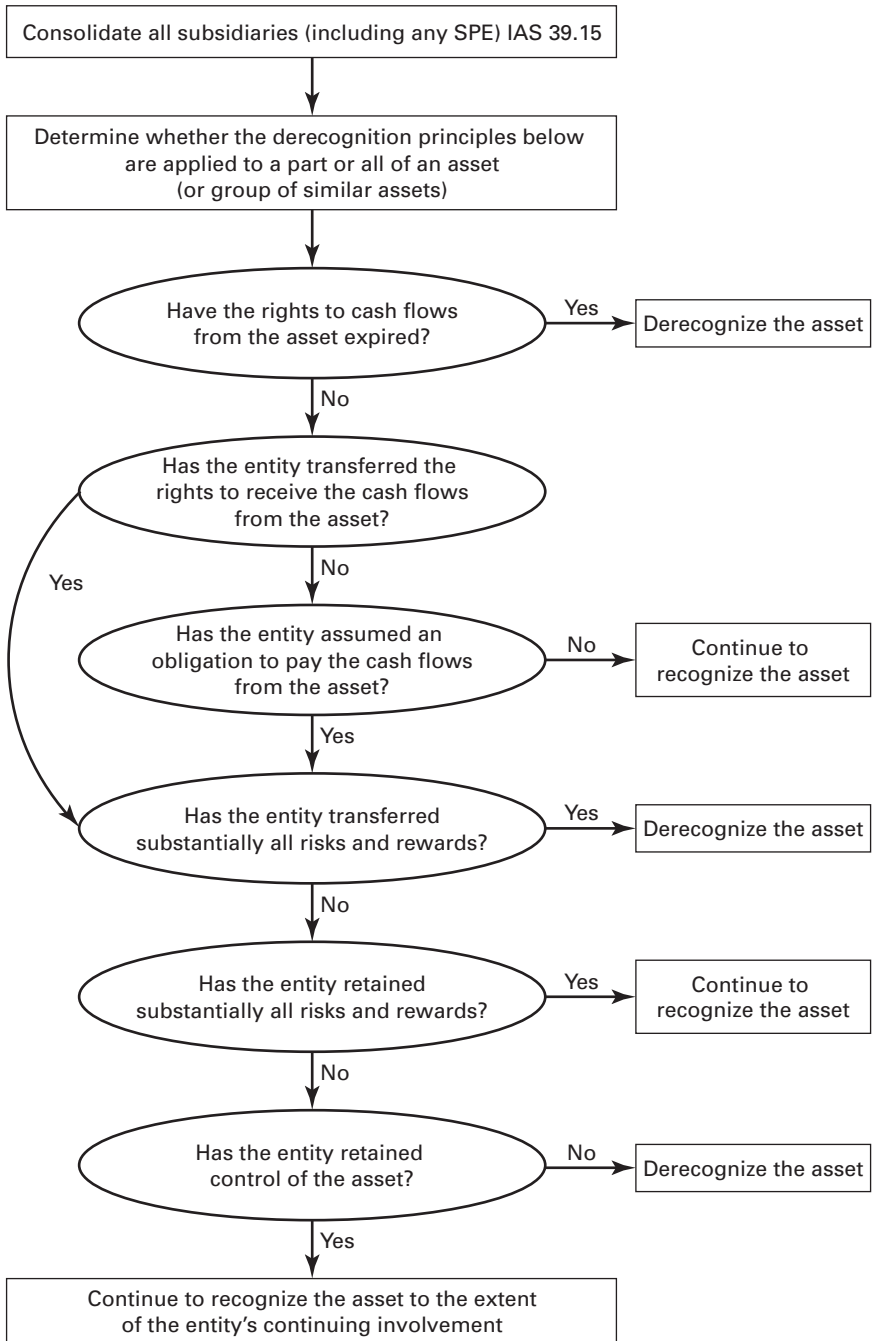 Consolidate all subsidiaries (including any SPE) IAS 39.15
Determine whether the derecognition principles below
are applied to a part or all of an asset
(or group of similar assets)
Have the rights to cash flows
from the asset expired?
Yes
Derecognize the asset
No
Has the entity transferred the
rights to receive the cash flows
from the asset?
Yes
No
Has the entity assumed an
obligation to pay the cash flows
from the asset?
No
Continue to
recognize the asset
Yes
Has the entity transferred
substantially all risks and rewards?
Yes
Derecognize the asset
No
Has the entity retained
substantially all risks and rewards?
Yes
Continue to
recognize the asset
No
Has the entity retained
control of the asset?
No
Derecognize the asset
Yes
Continue to recognize the asset to the extent
of the entity's continuing involvement